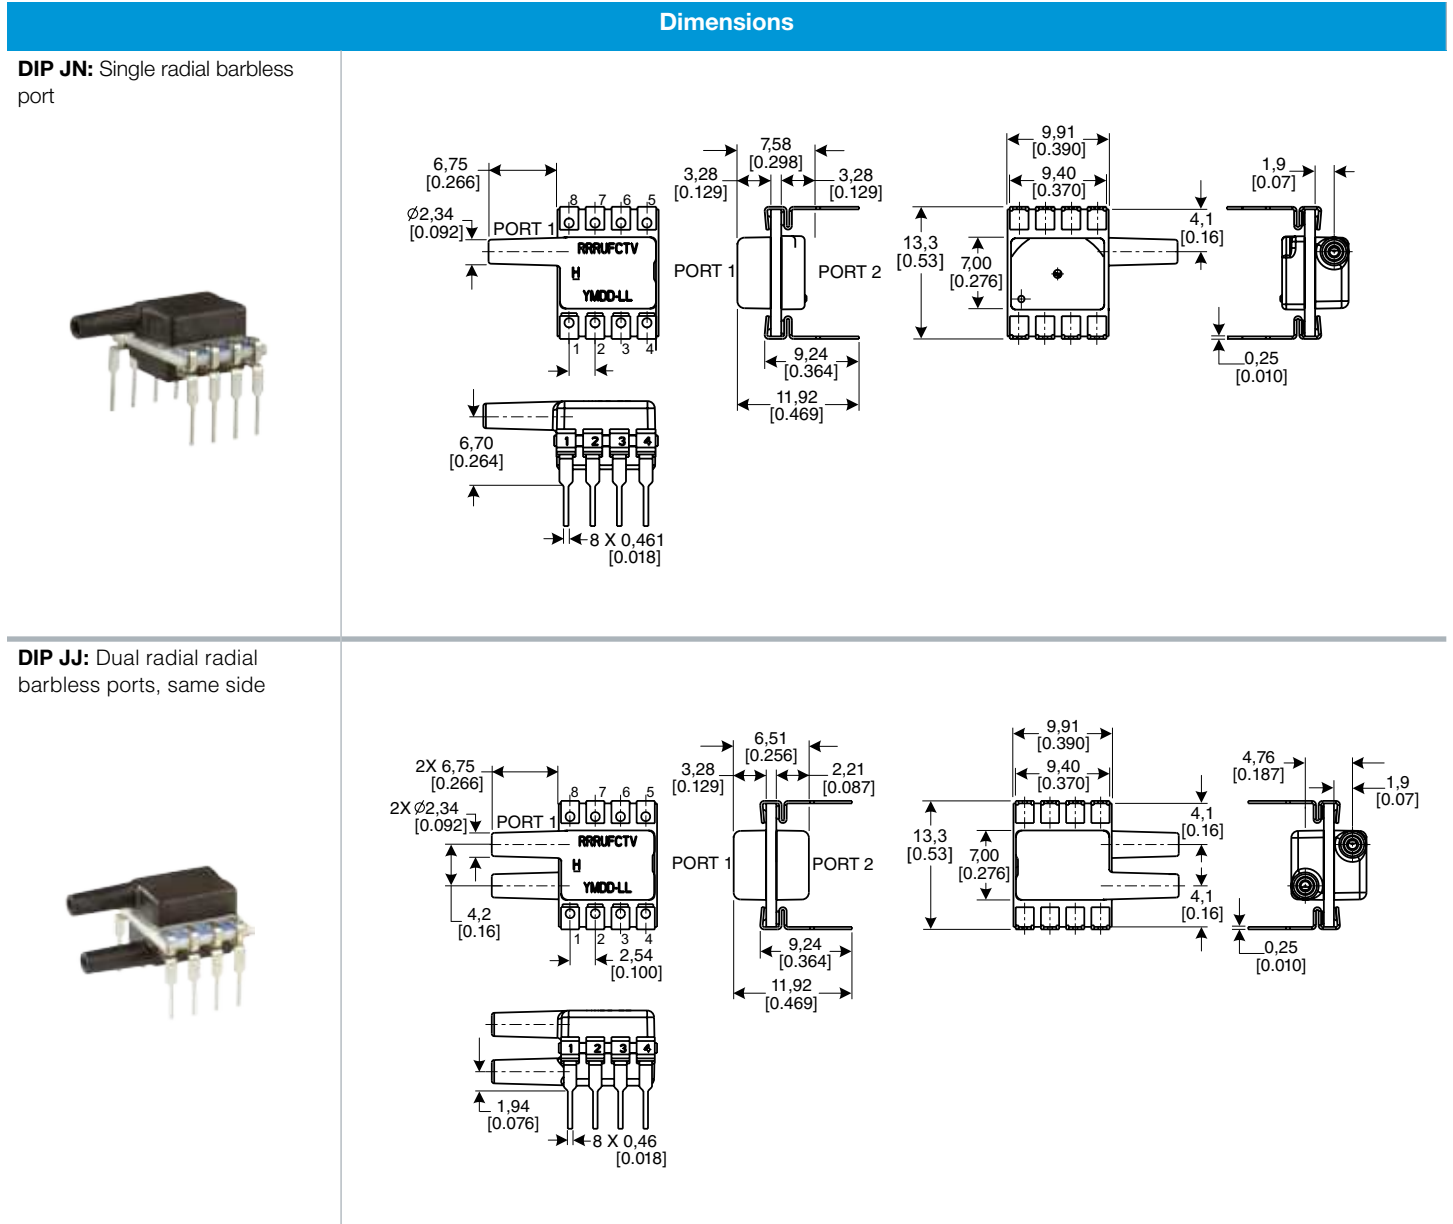 Dimensions
DIP JN: Single radial barbless
port
6,75
[0.266]
Ø2,34
[0.092]
PORT 1
8 7 6 5
RRRUFCTV
H
YMDD-LL
1 2 3 4
7,58
[0.298]
3,28
[0.129]
3,28
[0.129]
PORT 1
PORT 2
9,24
[0.364]
11,92
[0.469]
9,91
[0.390]
9,40
[0.370]
13,3
[0.53]
7,00
[0.276]
4,1
[0.16]
1,9
[0.07]
0,25
[0.010]
6,70
[0.264]
1 2 3 4
8 X 0,461
[0.018]
DIP JJ: Dual radial radial
barbless ports, same side
2X 6,75
[0.266]
2X Ø2,34
[0.092]
PORT 1
8 7 6 5
RRRUFCTV
H
YMDD-LL
4,2
[0.16]
1 2 3 4
2,54
[0.100]
6,51
[0.256]
3,28
[0.129]
2,21
[0.087]
PORT 1
PORT 2
9,24
[0.364]
11,92
[0.469]
9,91
[0.390]
9,40
[0.370]
13,3
[0.53]
7,00
[0.276]
4,1
[0.16]
4,1
[0.16]
4,76
[0.187]
1,9
[0.07]
0,25
[0.010]
1 2 3 4
1,94
[0.076]
8 X 0,46
[0.018]